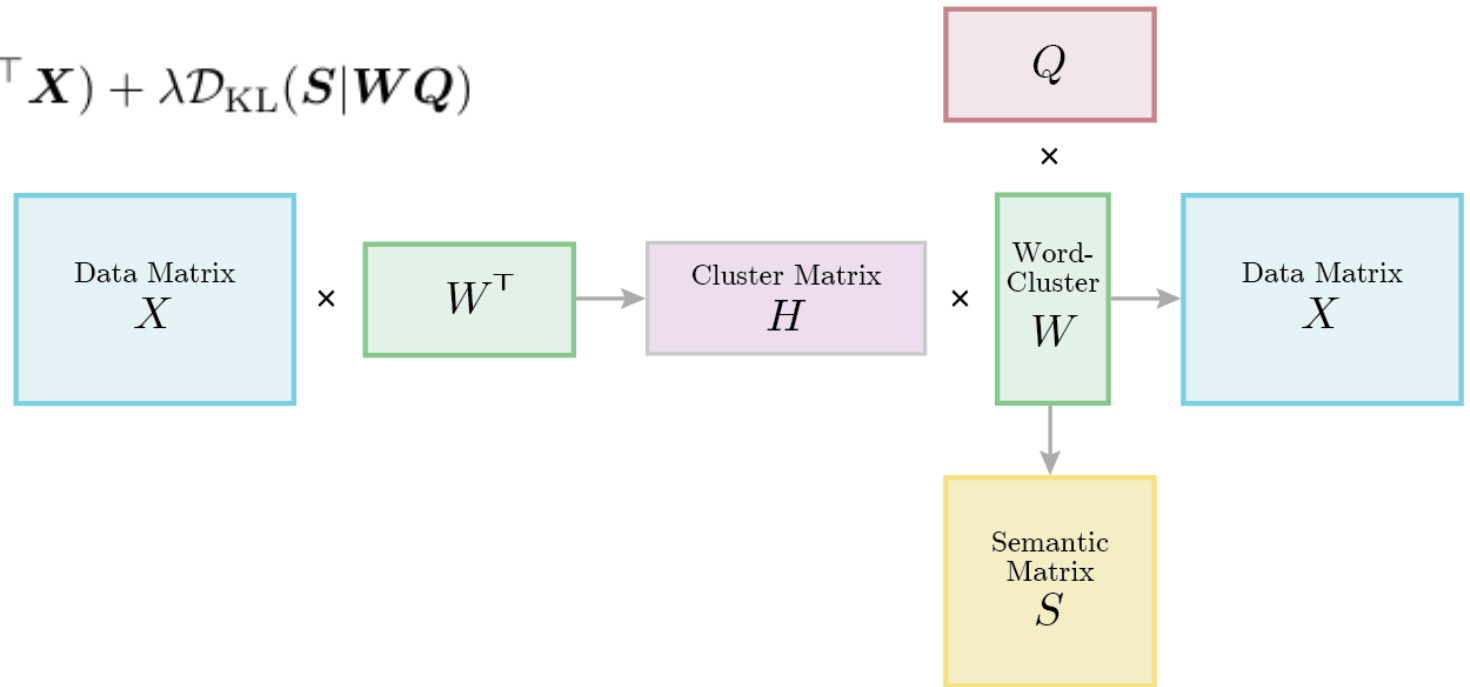 ⊤X) + λD_KL(S|WQ)
Q
×
Data Matrix
X
×
W⊤
Cluster Matrix
H
×
Word-
Cluster
W
Data Matrix
X
Semantic
Matrix
S